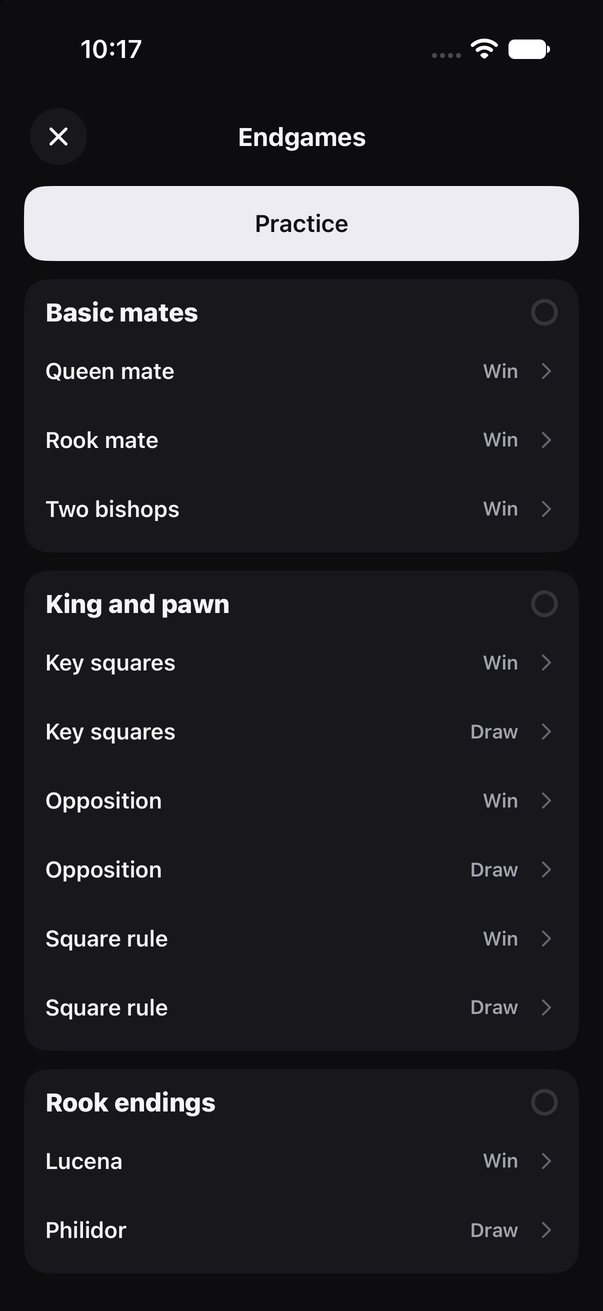 10:17
Endgames
Practice
Basic mates
Queen mate Win
Rook mate Win
Two bishops Win
King and pawn
Key squares Win
Key squares Draw
Opposition Win
Opposition Draw
Square rule Win
Square rule Draw
Rook endings
Lucena Win
Philidor Draw